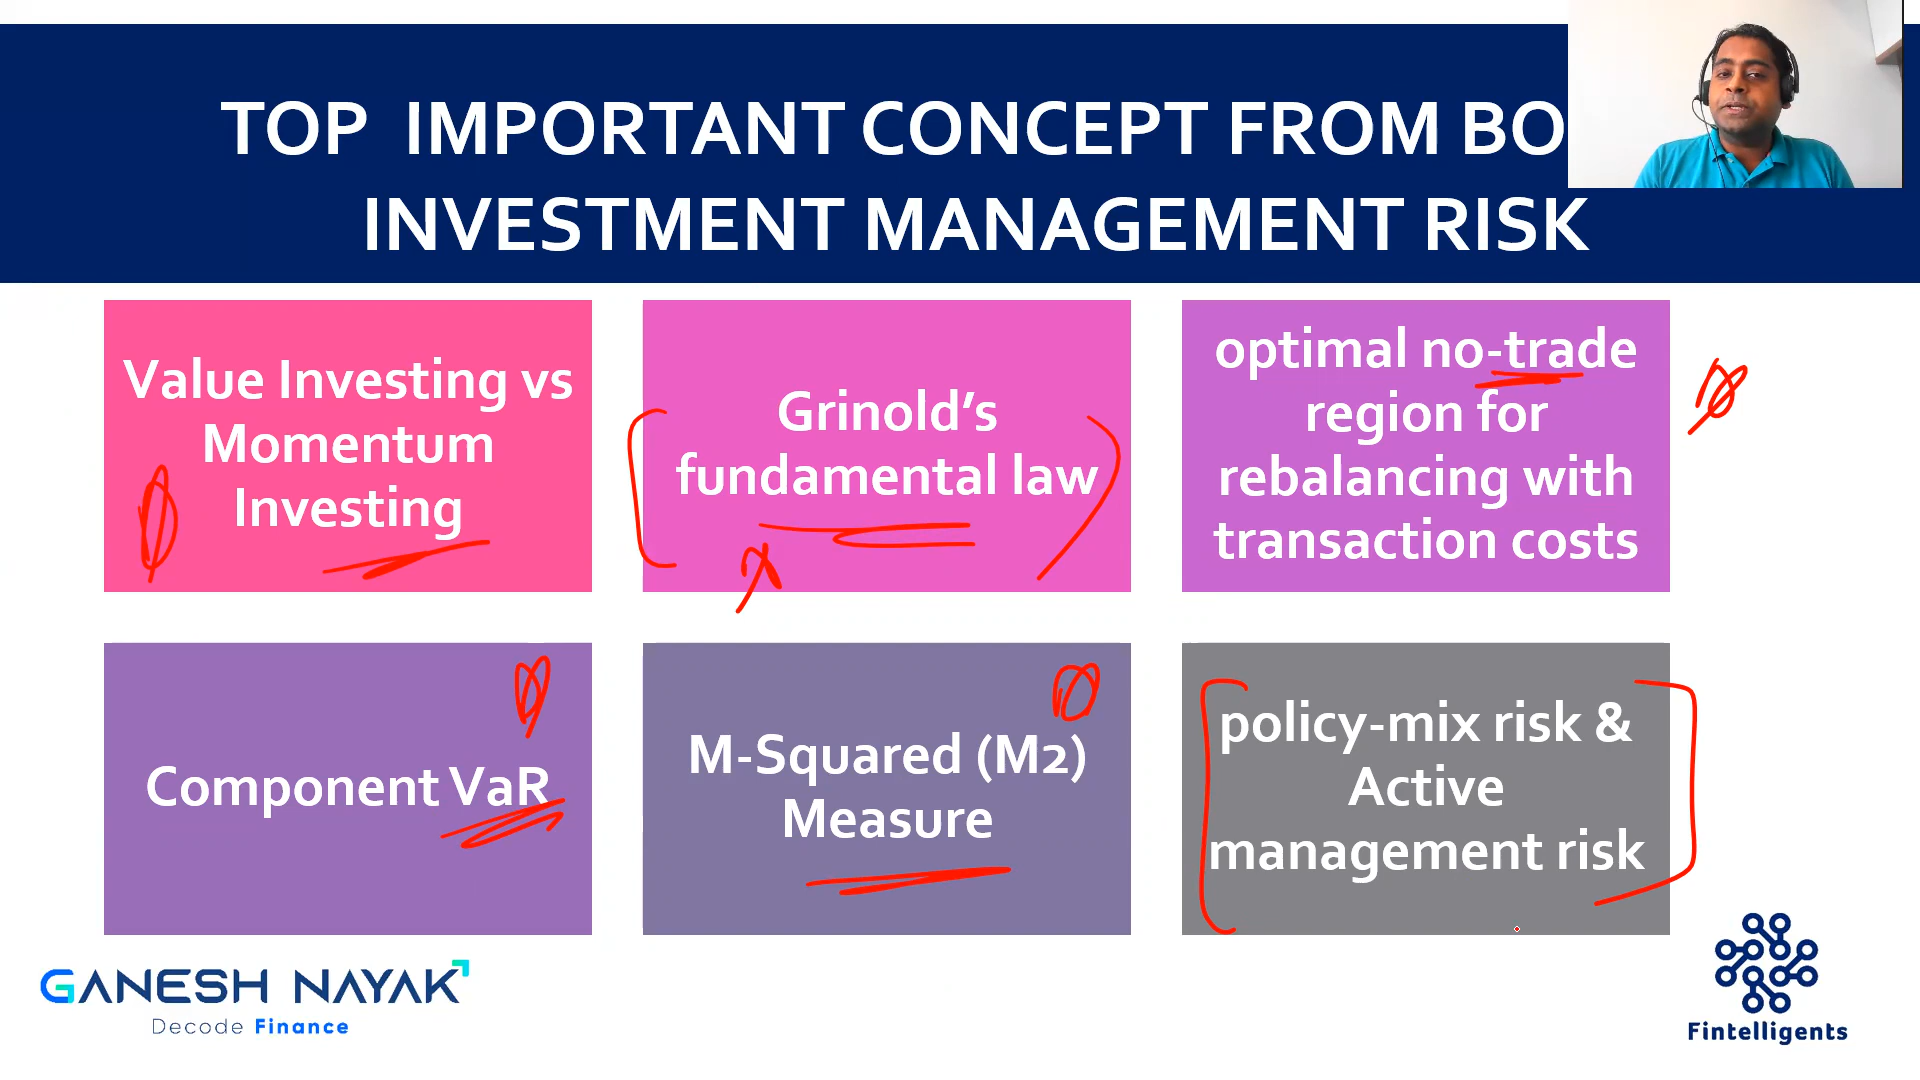 TOP IMPORTANT CONCEPT FROM BO
INVESTMENT MANAGEMENT RISK
Value Investing vs
Momentum
Investing
Grinold's
fundamental law
optimal no-trade
region for
rebalancing with
transaction costs
Component VaR
M-Squared (M2)
Measure
policy-mix risk &
Active
management risk
GANESH NAYAK
Decode Finance
Fintelligents